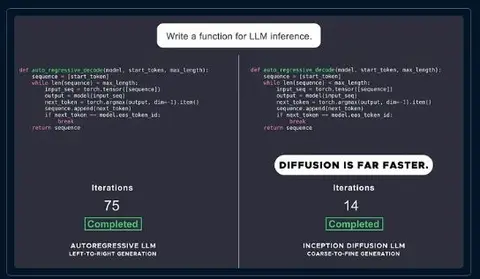 Write a function for LLM inference.
def auto_regressive_decode(model, start_token, max_length):
sequence = [start_token]
while len(sequence) < max_length:
input_seq = torch.tensor([sequence])
output = model(input_seq)
next_token = torch.argmax(output, dim=-1).item()
sequence.append(next_token)
if next_token == model.eos_token_id:
break
return sequence
Iterations
75
Completed
AUTOREGRESSIVE LLM
LEFT-TO-RIGHT GENERATION
def auto_regressive_decode(model, start_token, max_length):
sequence = [start_token]
while len(sequence) < max_length:
input_seq = torch.tensor([sequence])
output = model(input_seq)
next_token = torch.argmax(output, dim=-1).item()
sequence.append(next_token)
if next_token == model.eos_token_id:
break
return sequence
DIFFUSION IS FAR FASTER.
Iterations
14
Completed
INCEPTION DIFFUSION LLM
COARSE-TO-FINE GENERATION